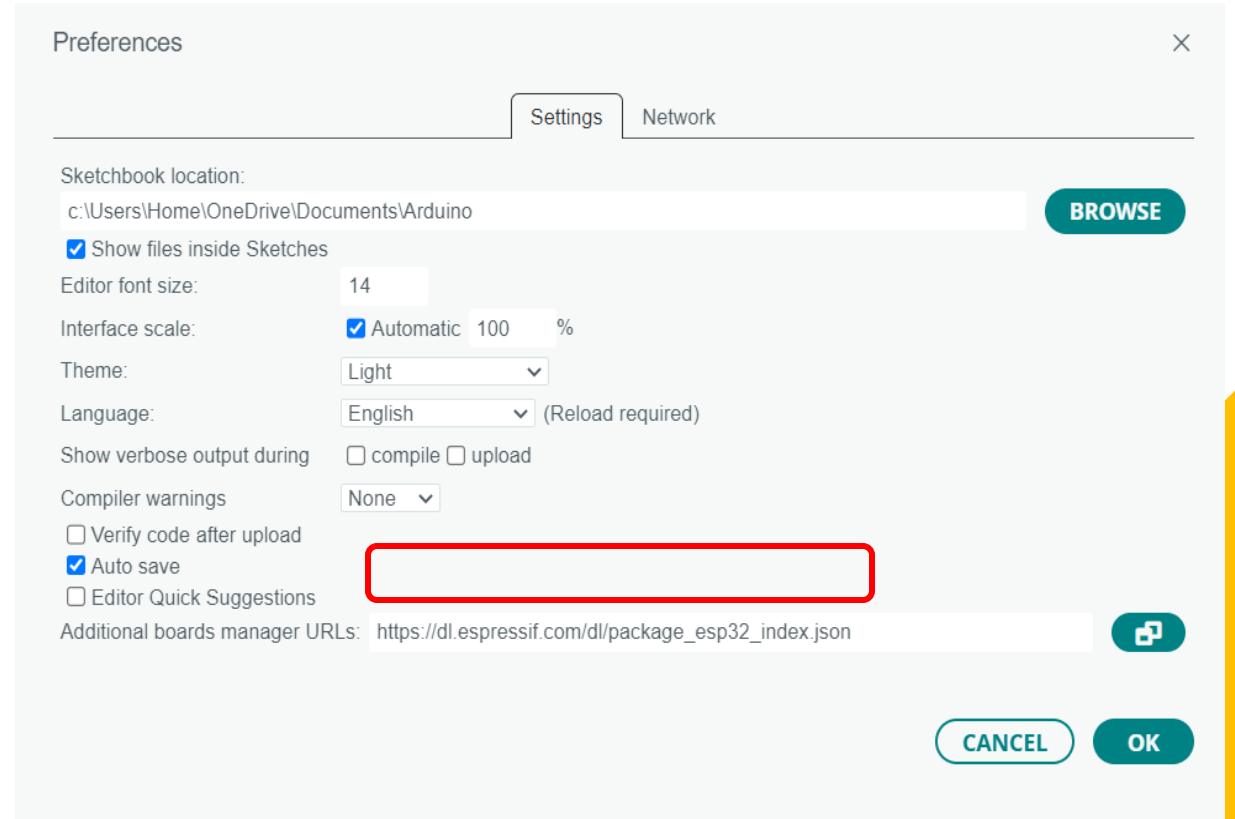 Preferences
Settings Network
Sketchbook location:
c:\Users\Home\OneDrive\Documents\Arduino BROWSE
Show files inside Sketches
Editor font size: 14
Interface scale: Automatic 100 %
Theme: Light
Language: English (Reload required)
Show verbose output during compile upload
Compiler warnings None
Verify code after upload
Auto save
Editor Quick Suggestions
Additional boards manager URLs: https://dl.espressif.com/dl/package_esp32_index.json
CANCEL OK